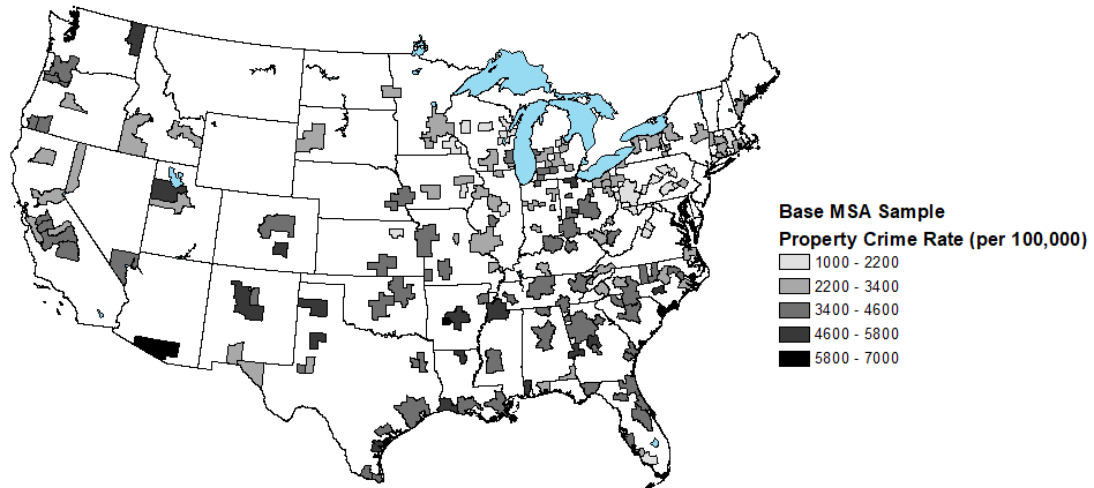 Base MSA Sample
Property Crime Rate (per 100,000)
1000 - 2200
2200 - 3400
3400 - 4600
4600 - 5800
5800 - 7000